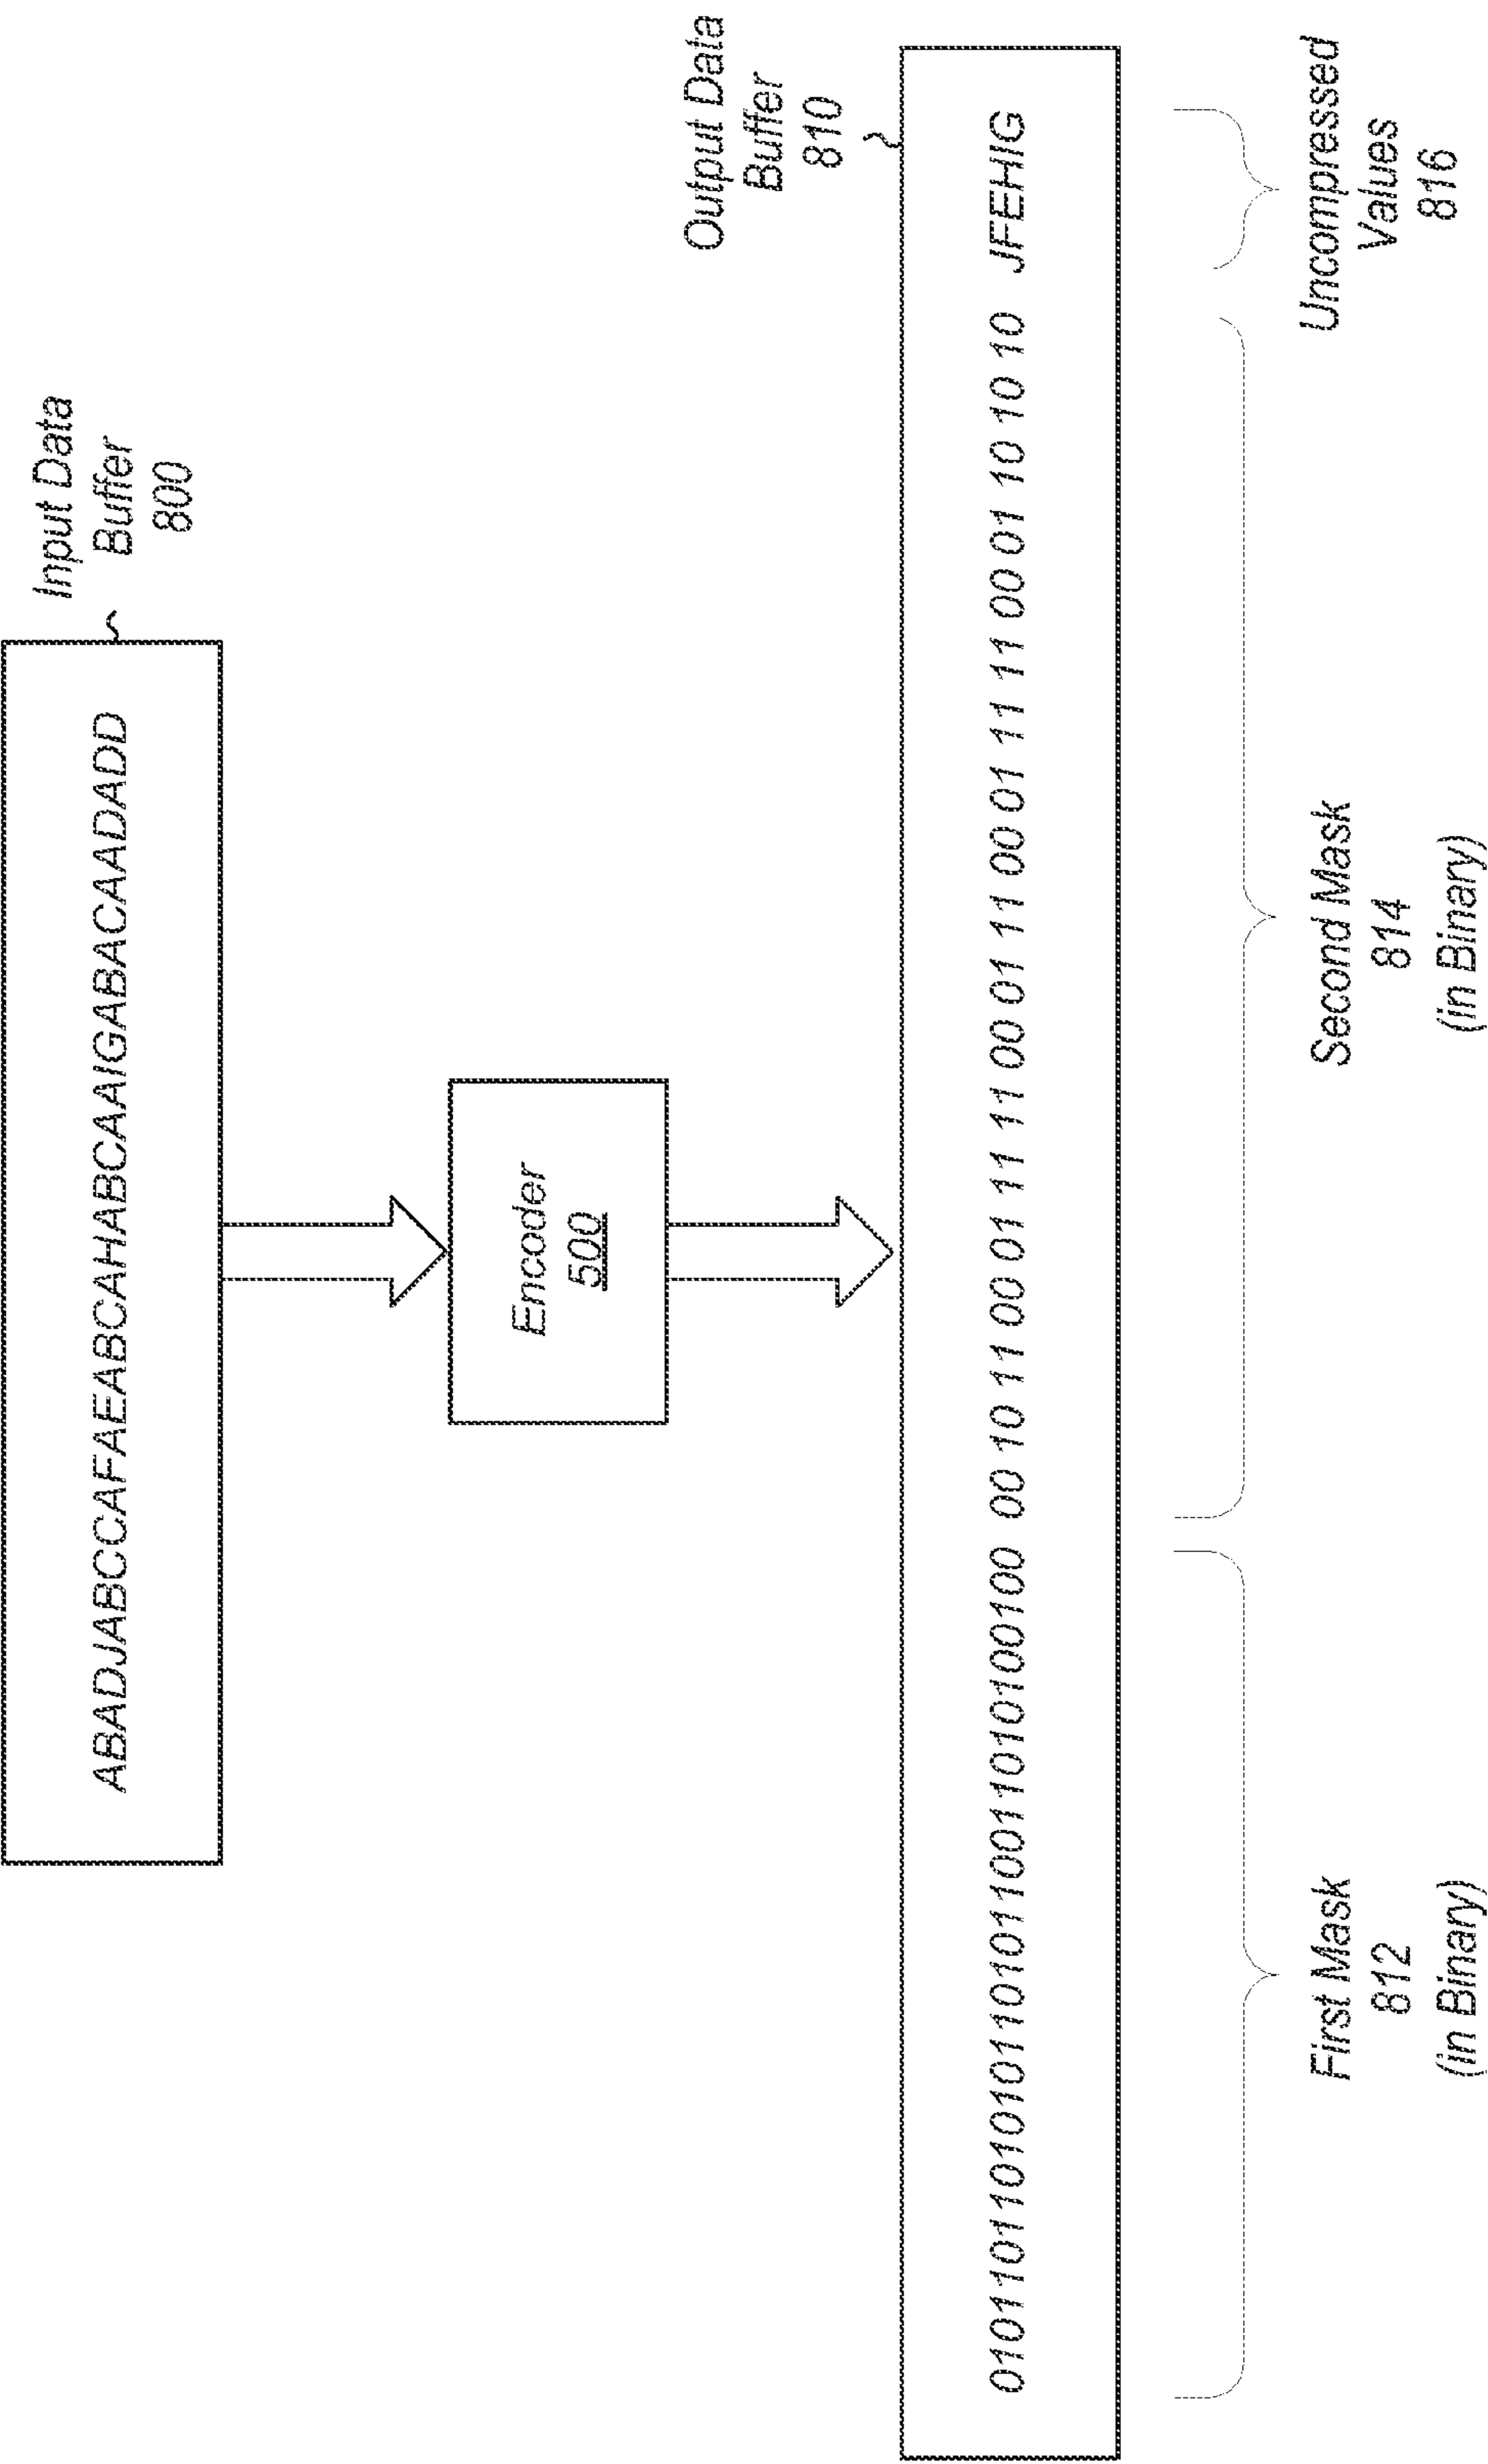 Input Data
Buffer
800
ABADJABCCAFAEABCAHABCAAIGABACAADADD
Encoder
500
Output Data
Buffer
810
0101101101010101101010110011010100100 00 10 11 00 01 11 11 00 01 11 00 01 11 11 00 01 10 10 10 JFEHIG
First Mask
812
(in Binary)
Second Mask
814
(in Binary)
Uncompressed
Values
816